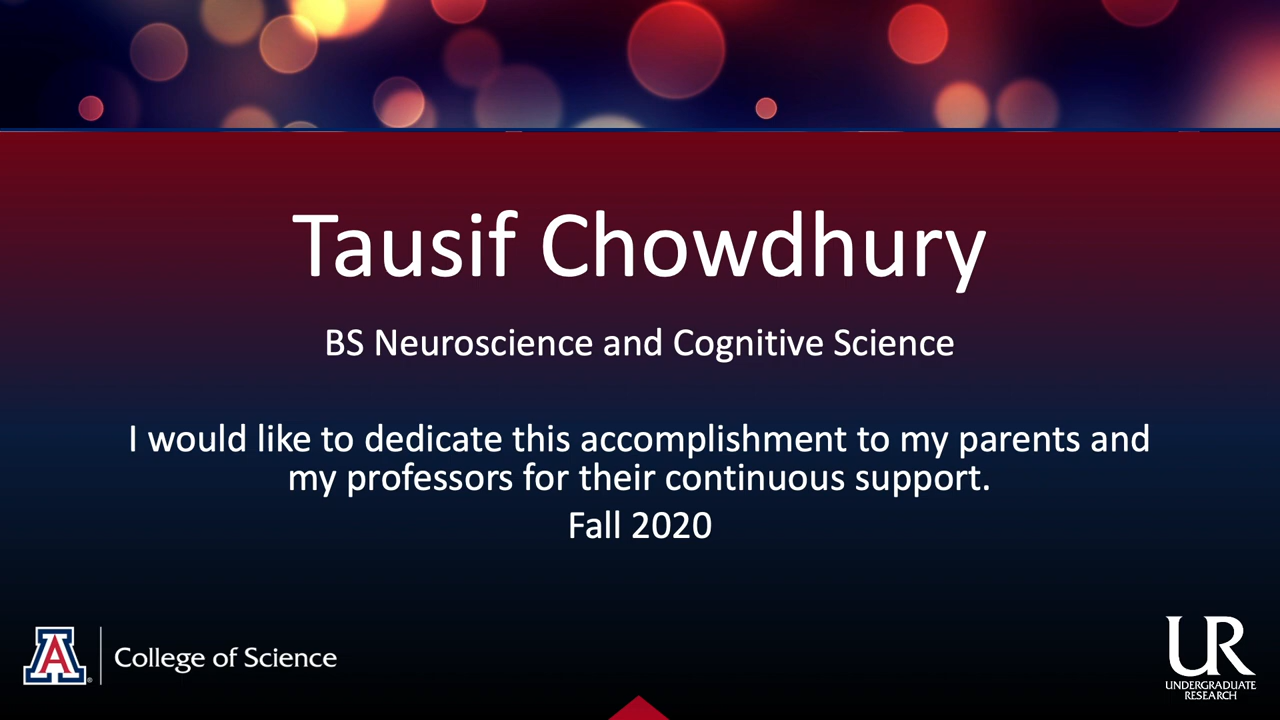 Tausif Chowdhury
BS Neuroscience and Cognitive Science
I would like to dedicate this accomplishment to my parents and
my professors for their continuous support.
Fall 2020
A
College of Science
UR
UNDERGRADUATE
RESEARCH